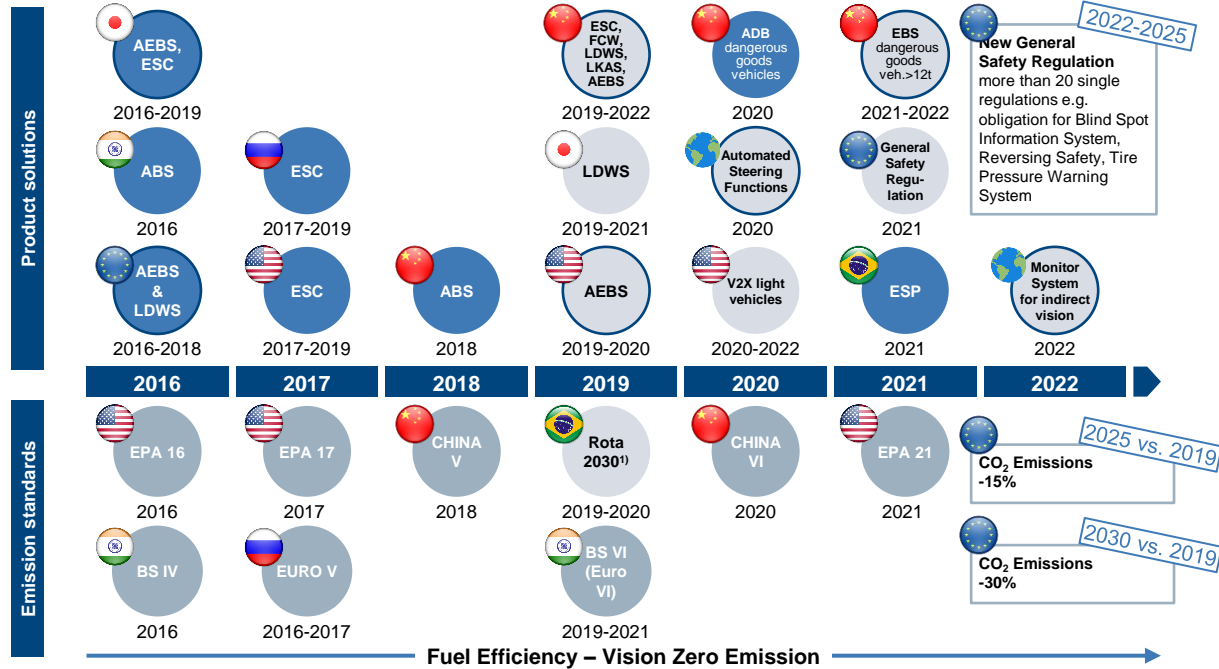 Product solutions
AEBS,
ESC
2016-2019
ESC,
FCW,
LDWS,
LKAS,
AEBS
2019-2022
ADB
dangerous
goods
vehicles
2020
EBS
dangerous
goods
veh.>12t
2021-2022
2022-2025
New General
Safety Regulation
more than 20 single
regulations e.g.
obligation for Blind Spot
Information System,
Reversing Safety, Tire
Pressure Warning
System
ABS
2016
ESC
2017-2019
LDWS
2019-2021
Automated
Steering
Functions
2020
General
Safety
Regu-
lation
2021
AEBS
&
LDWS
2016-2018
ESC
2017-2019
ABS
2018
AEBS
2019-2020
V2X light
vehicles
2020-2022
ESP
2021
Monitor
System
for indirect
vision
2022
2016 2017 2018 2019 2020 2021 2022
Emission standards
EPA 16
2016
EPA 17
2017
CHINA
V
2018
Rota
2030¹⁾
2019-2020
CHINA
VI
2020
EPA 21
2021
2025 vs. 2019
CO₂ Emissions
-15%
BS IV
2016
EURO V
2016-2017
BS VI
(Euro
VI)
2019-2021
2030 vs. 2019
CO₂ Emissions
-30%
Fuel Efficiency – Vision Zero Emission